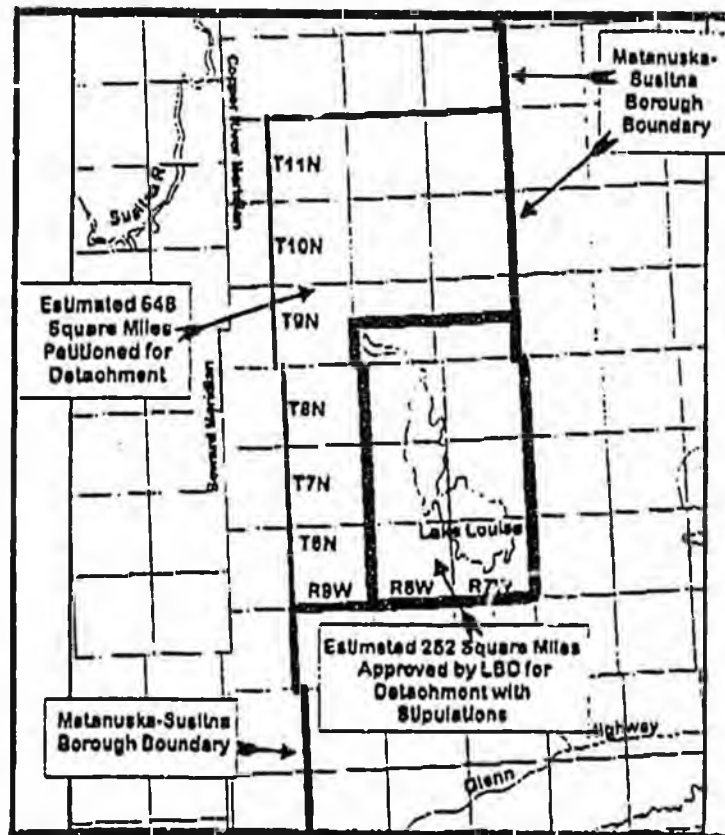 Matanuska-
Susitna
Borough
Boundary
Copper River Meridian
Susitna R.
T11N
T10N
Estimated 648
Square Miles
Petitioned for
Detachment
T9N
T8N
Seward Meridian
T7N
Lake Louise
T6N
R9W
R8W
R7W
Estimated 252 Square Miles
Approved by LBC for
Detachment with
Stipulations
Matanuska-Susitna
Borough Boundary
Glenn Highway